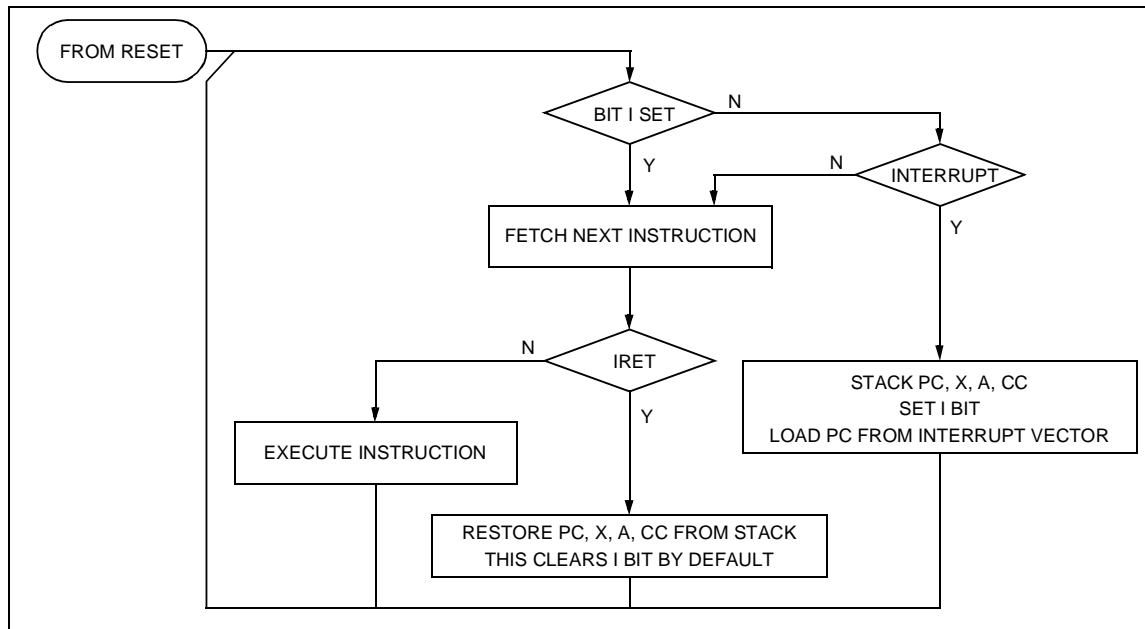 FROM RESET
BIT I SET
N
Y
N
INTERRUPT
FETCH NEXT INSTRUCTION
Y
N
IRET
STACK PC, X, A, CC
SET I BIT
LOAD PC FROM INTERRUPT VECTOR
Y
EXECUTE INSTRUCTION
RESTORE PC, X, A, CC FROM STACK
THIS CLEARS I BIT BY DEFAULT